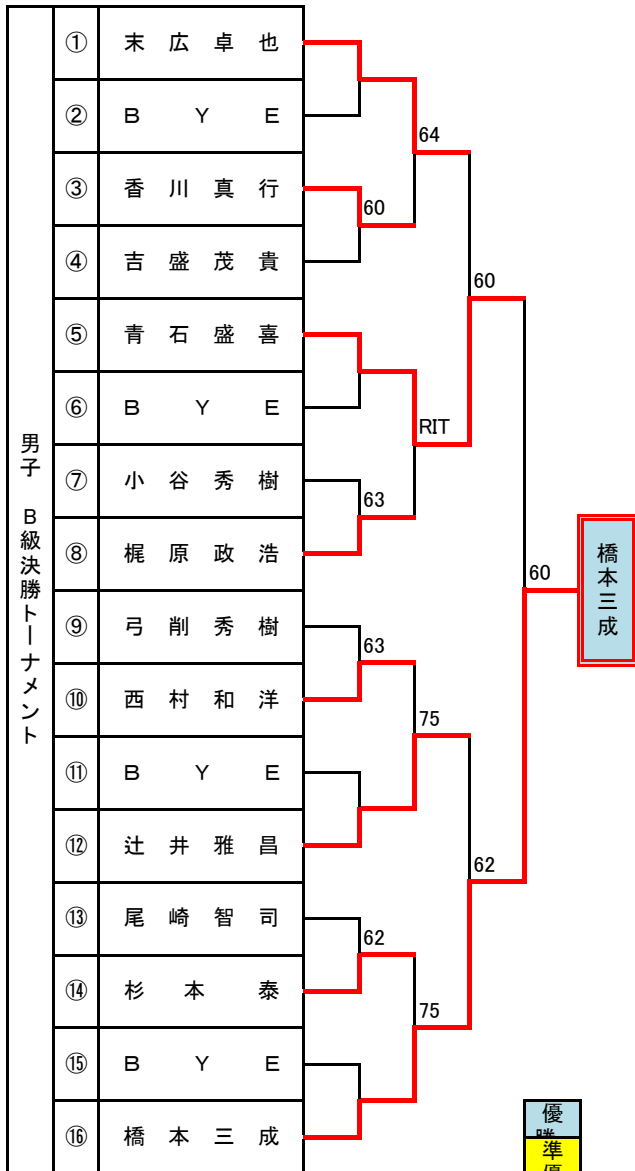 男子 B級決勝トーナメント
① 末広卓也
② BYE
③ 香川真行
④ 吉盛茂貴
⑤ 青石盛喜
⑥ BYE
⑦ 小谷秀樹
⑧ 梶原政浩
⑨ 弓削秀樹
⑩ 西村和洋
⑪ BYE
⑫ 辻井雅昌
⑬ 尾崎智司
⑭ 杉本泰
⑮ BYE
⑯ 橋本三成
60
63
63
62
64
RIT
75
75
60
62
60
橋本三成
優
準